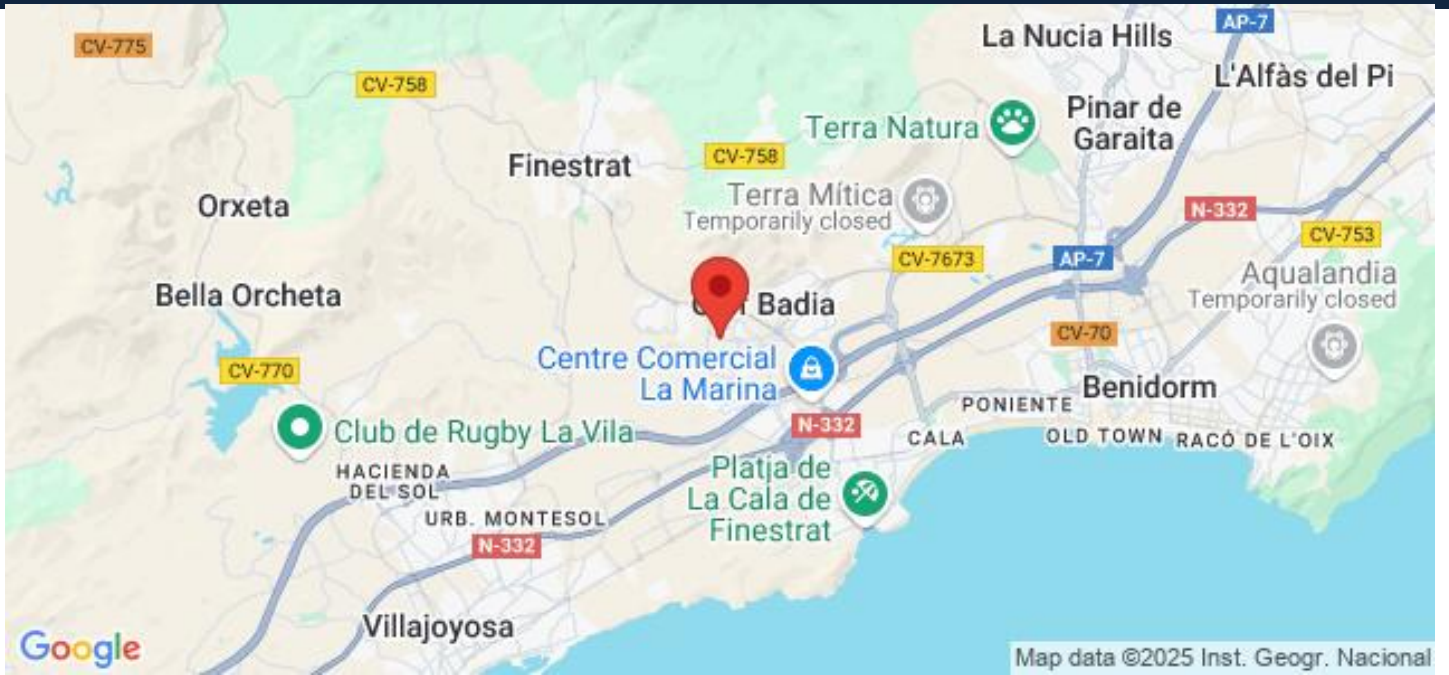 AP-7
La Nucia Hills
CV-775
L'Alfàs del Pi
CV-758
Pinar de
Garaita
Terra Natura
Finestrat
CV-758
Terra Mítica
Temporarily closed
Orxeta
N-332
CV-753
CV-7673
AP-7
Aqualandia
Temporarily closed
Bella Orcheta
Badia
CV-70
Centre Comercial
La Marina
CV-770
Benidorm
PONIENTE
N-332
CALA
OLD TOWN
RACÓ DE L'OIX
Club de Rugby La Vila
HACIENDA
DEL SOL
Platja de
La Cala de
Finestrat
URB. MONTESOL
N-332
Villajoyosa
Google
Map data ©2025 Inst. Geogr. Nacional